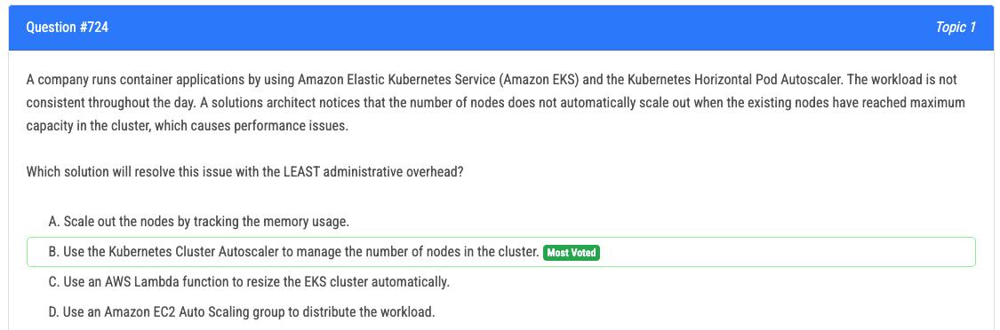 Question #724
Topic 1
A company runs container applications by using Amazon Elastic Kubernetes Service (Amazon EKS) and the Kubernetes Horizontal Pod Autoscaler. The workload is not
consistent throughout the day. A solutions architect notices that the number of nodes does not automatically scale out when the existing nodes have reached maximum
capacity in the cluster, which causes performance issues.
Which solution will resolve this issue with the LEAST administrative overhead?
A. Scale out the nodes by tracking the memory usage.
B. Use the Kubernetes Cluster Autoscaler to manage the number of nodes in the cluster. Most Voted
C. Use an AWS Lambda function to resize the EKS cluster automatically.
D. Use an Amazon EC2 Auto Scaling group to distribute the workload.